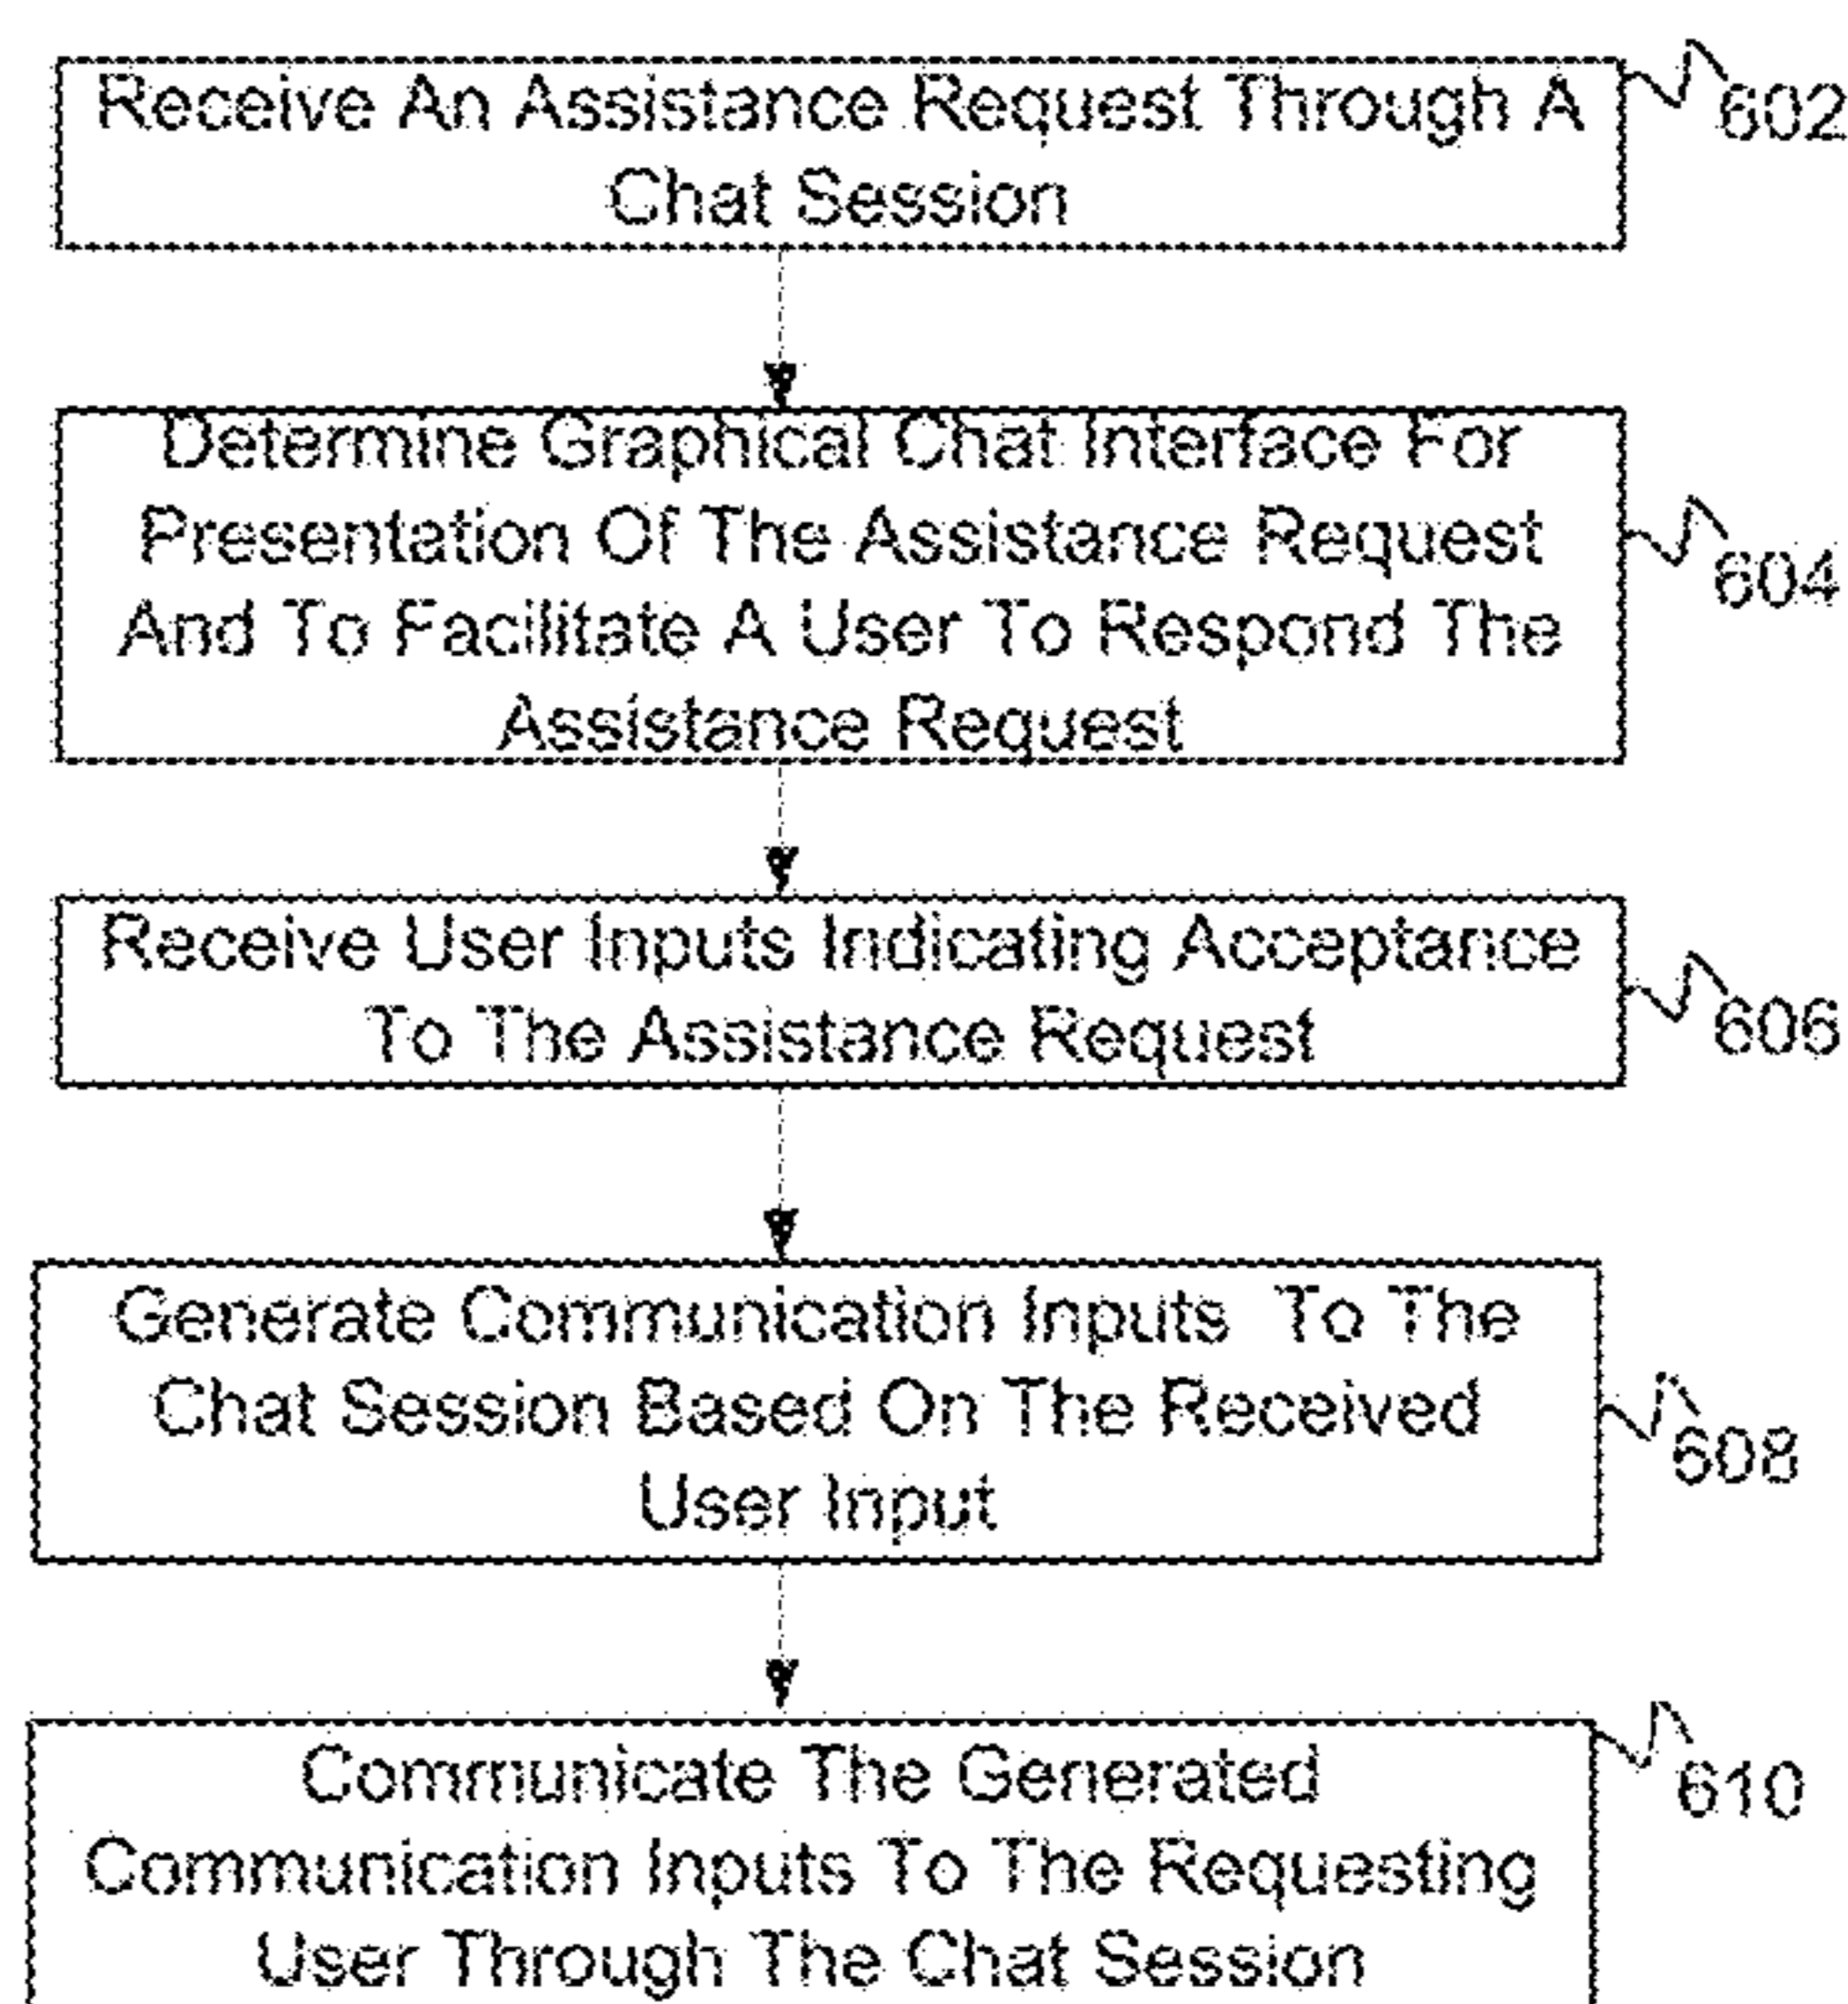 Receive An Assistance Request Through A
Chat Session
602
Determine Graphical Chat Interface For
Presentation Of The Assistance Request
And To Facilitate A User To Respond The
Assistance Request
604
Receive User Inputs Indicating Acceptance
To The Assistance Request
606
Generate Communication Inputs To The
Chat Session Based On The Received
User Input
608
Communicate The Generated
Communication Inputs To The Requesting
User Through The Chat Session
610